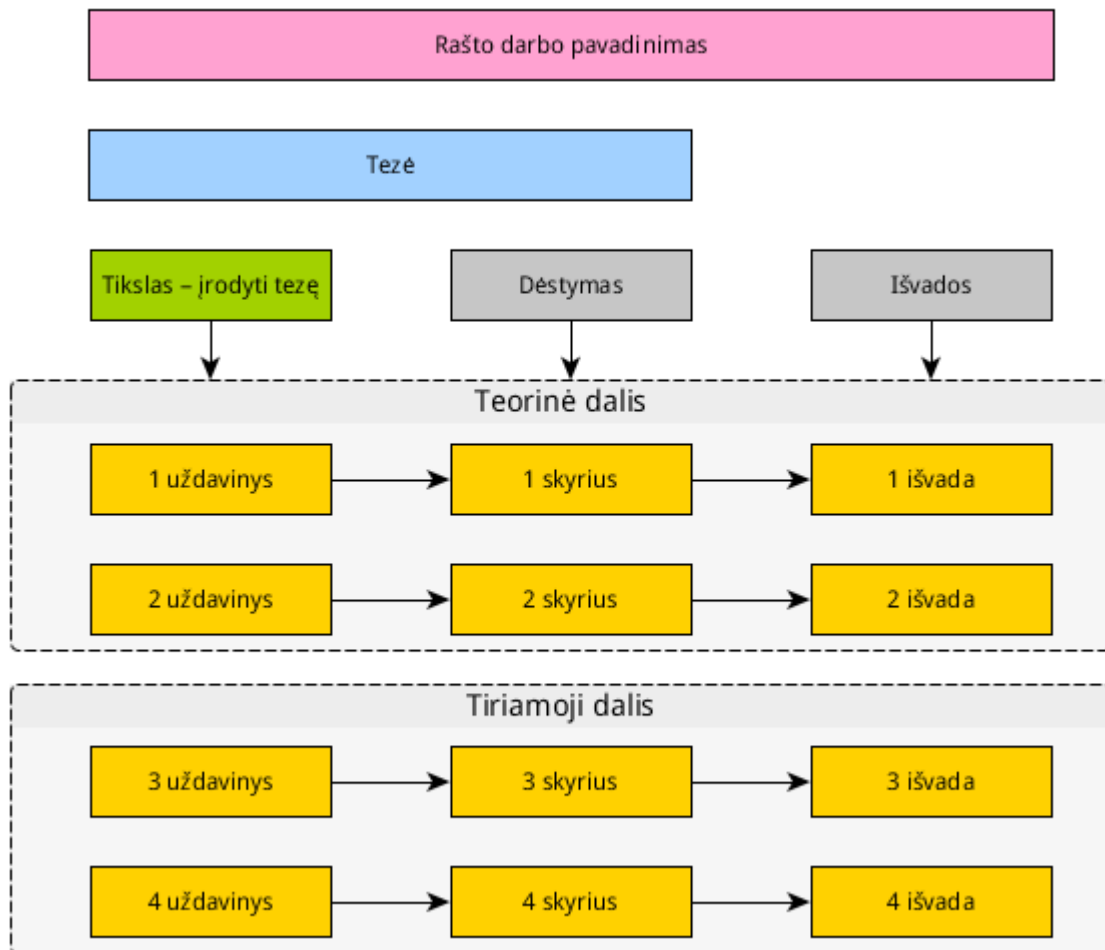 Rašto darbo pavadinimas
Tezė
Tikslas – įrodyti tezę
Dėstymas
Išvados
Teorinė dalis
1 uždavinys
1 skyrius
1 išvada
2 uždavinys
2 skyrius
2 išvada
Tiriamoji dalis
3 uždavinys
3 skyrius
3 išvada
4 uždavinys
4 skyrius
4 išvada